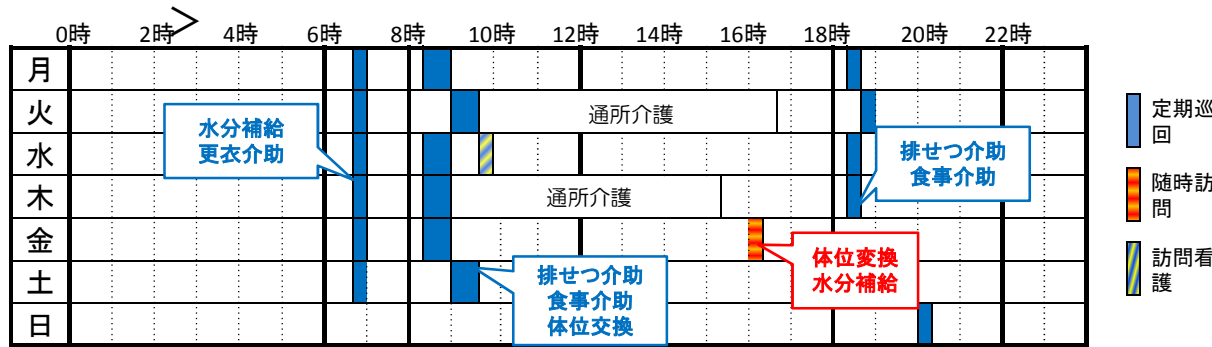 ＞
0時 2時 4時 6時 8時 10時 12時 14時 16時 18時 20時 22時
月
火
通所介護
水
木
通所介護
金
土
日
水分補給
更衣介助
排せつ介助
食事介助
体位交換
体位変換
水分補給
排せつ介助
食事介助
定期巡
回
随時訪
問
訪問看
護